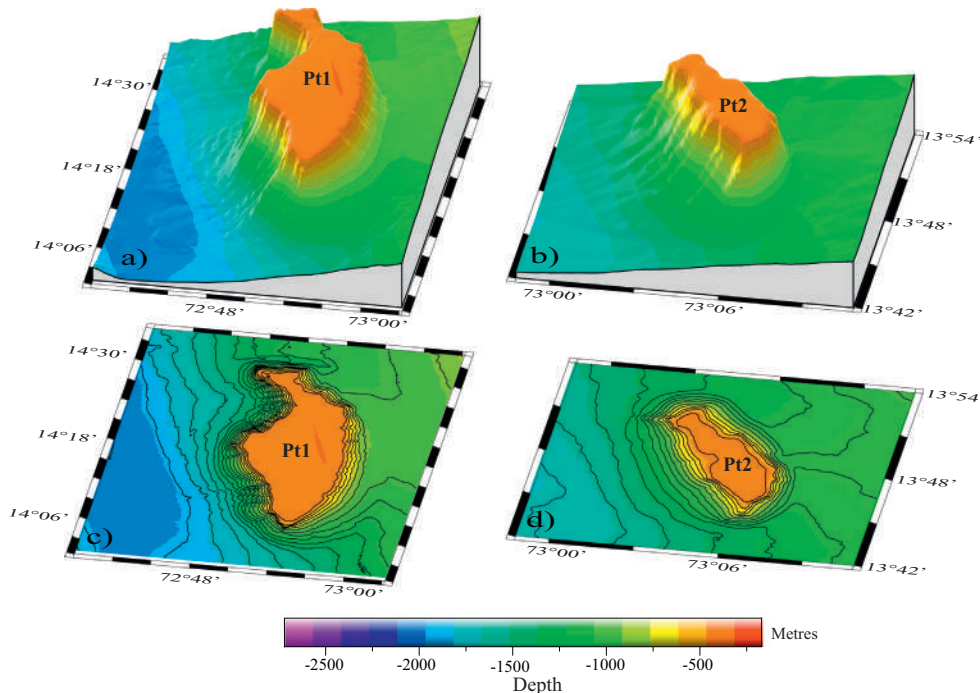 Pt1
14°30’
14°18’
14°06’
a)
72°48’
73°00’
Pt2
13°54’
13°48’
13°42’
b)
73°00’
73°06’
14°30’
14°18’
14°06’
Pt1
c)
72°48’
73°00’
Pt2
13°54’
13°48’
13°42’
d)
73°00’
73°06’
Metres
-2500 -2000 -1500 -1000 -500
Depth